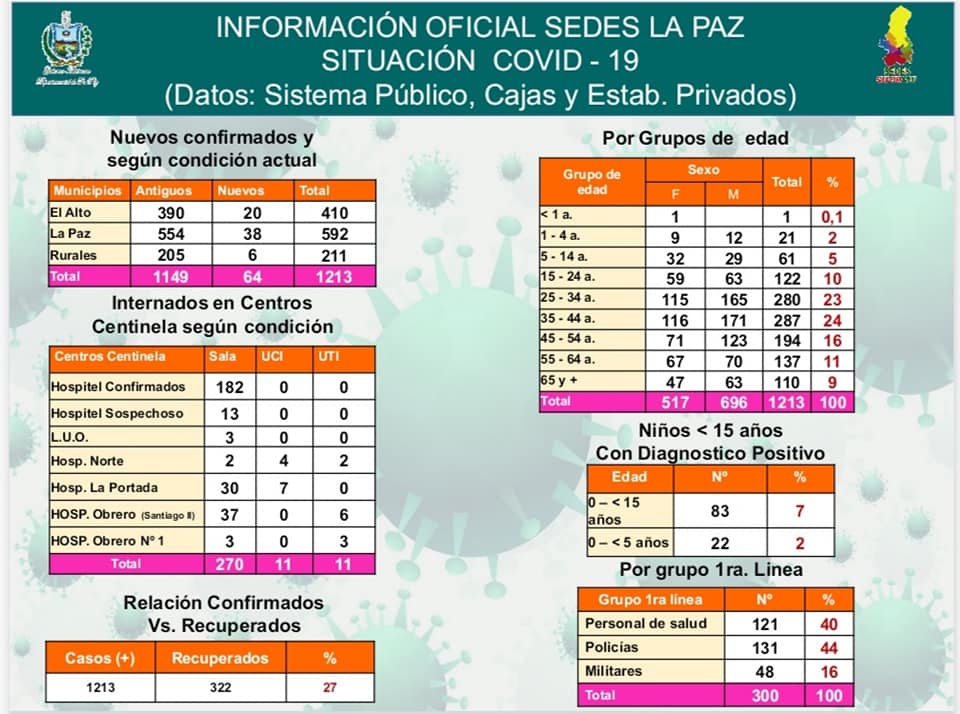 INFORMACIÓN OFICIAL SEDES LA PAZ
SITUACIÓN COVID - 19
(Datos: Sistema Público, Cajas y Estab. Privados)
SEDES
Nuevos confirmados y
según condición actual
Municipios Antiguos Nuevos Total
El Alto 390 20 410
La Paz 554 38 592
Rurales 205 6 211
Total 1149 64 1213
Internados en Centros
Centinela según condición
Centros Centinela Sala UCI UTI
Hospitel Confirmados 182 0 0
Hospitel Sospechoso 13 0 0
L.U.O. 3 0 0
Hosp. Norte 2 4 2
Hosp. La Portada 30 7 0
HOSP. Obrero (Santiago II) 37 0 6
HOSP. Obrero Nº 1 3 0 3
Total 270 11 11
Relación Confirmados
Vs. Recuperados
Casos (+) Recuperados %
1213 322 27
Por Grupos de edad
Grupo de edad Sexo Total %
F M
< 1 a. 1 1 0,1
1 - 4 a. 9 12 21 2
5 - 14 a. 32 29 61 5
15 - 24 a. 59 63 122 10
25 - 34 a. 115 165 280 23
35 - 44 a. 116 171 287 24
45 - 54 a. 71 123 194 16
55 - 64 a. 67 70 137 11
65 y + 47 63 110 9
Total 517 696 1213 100
Niños < 15 años
Con Diagnostico Positivo
Edad Nº %
0 – < 15 años 83 7
0 – < 5 años 22 2
Por grupo 1ra. Linea
Grupo 1ra línea Nº %
Personal de salud 121 40
Policías 131 44
Militares 48 16
Total 300 100